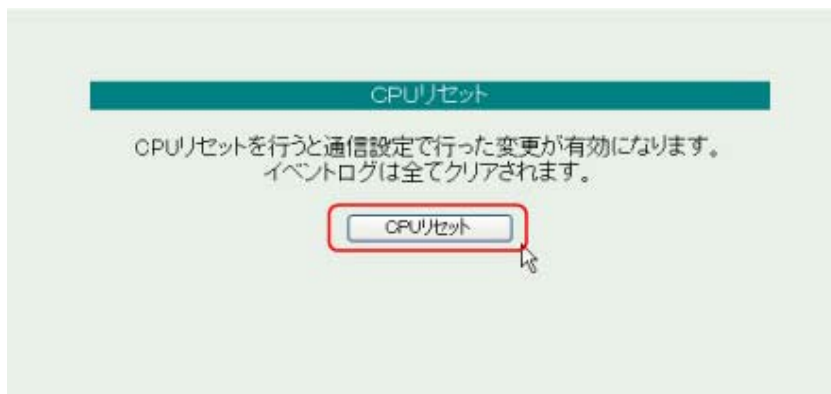 CPUリセット
CPUリセットを行うと通信設定で行った変更が有効になります。
イベントログは全てクリアされます。
CPUリセット